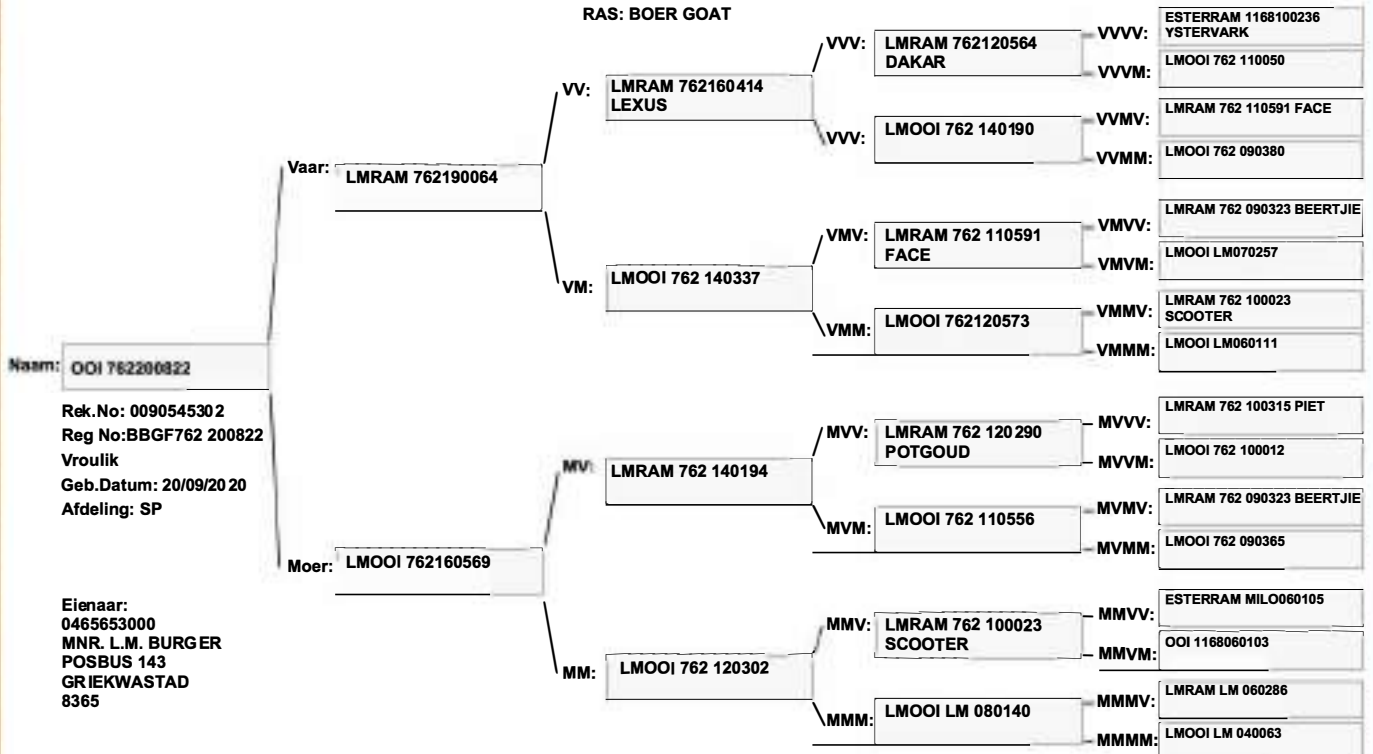 RAS: BOER GOAT
Naam: OOI 762200822
Rek.No: 0090545302
Reg No:BBGF762 200822
Vroulik
Geb.Datum: 20/09/2020
Afdeling: SP
Eienaar:
0465653000
MNR. L.M. BURGER
POSBUS 143
GRIEKWASTAD
8365
Vaar: LMRAM 762190064
Moer: LMOOI 762160569
VV: LMRAM 762160414
LEXUS
VM: LMOOI 762 140337
MV: LMRAM 762 140194
MM: LMOOI 762 120302
VVV: LMRAM 762120564
DAKAR
VVV: LMOOI 762 140190
VMV: LMRAM 762 110591
FACE
VMM: LMOOI 762120573
MVV: LMRAM 762 120290
POTGOUD
MVM: LMOOI 762 110556
MMV: LMRAM 762 100023
SCOOTER
MMM: LMOOI LM 080140
VVVV: ESTERRAM 1168100236
YSTERVARK
VVVM: LMOOI 762 110050
VVMV: LMRAM 762 110591 FACE
VVMM: LMOOI 762 090380
VMVV: LMRAM 762 090323 BEERTJIE
VMVM: LMOOI LM070257
VMMV: LMRAM 762 100023
SCOOTER
VMMM: LMOOI LM060111
MVVV: LMRAM 762 100315 PIET
MVVM: LMOOI 762 100012
MVMV: LMRAM 762 090323 BEERTJIE
MVMM: LMOOI 762 090365
MMVV: ESTERRAM MILO060105
MMVM: OOI 1168060103
MMMV: LMRAM LM 060286
MMMM: LMOOI LM 040063